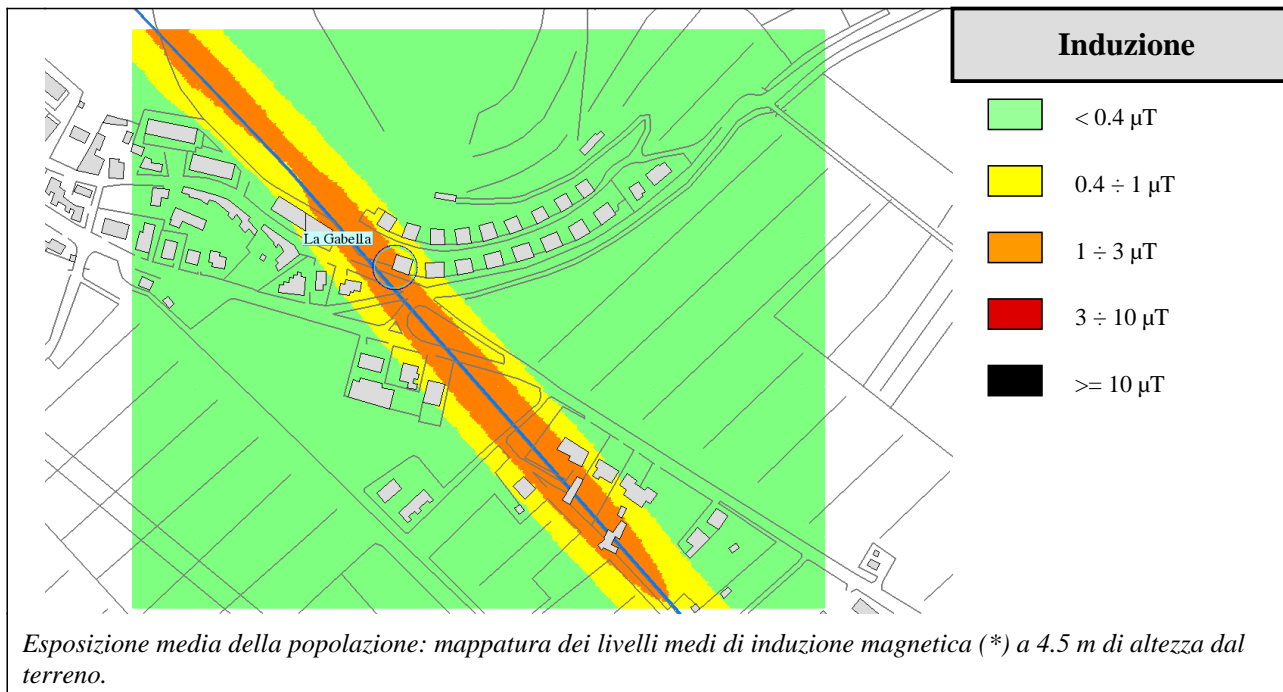 Induzione
< 0.4 µT
0.4 ÷ 1 µT
1 ÷ 3 µT
3 ÷ 10 µT
>= 10 µT
La Gabella
Esposizione media della popolazione: mappatura dei livelli medi di induzione magnetica (*) a 4.5 m di altezza dal
terreno.